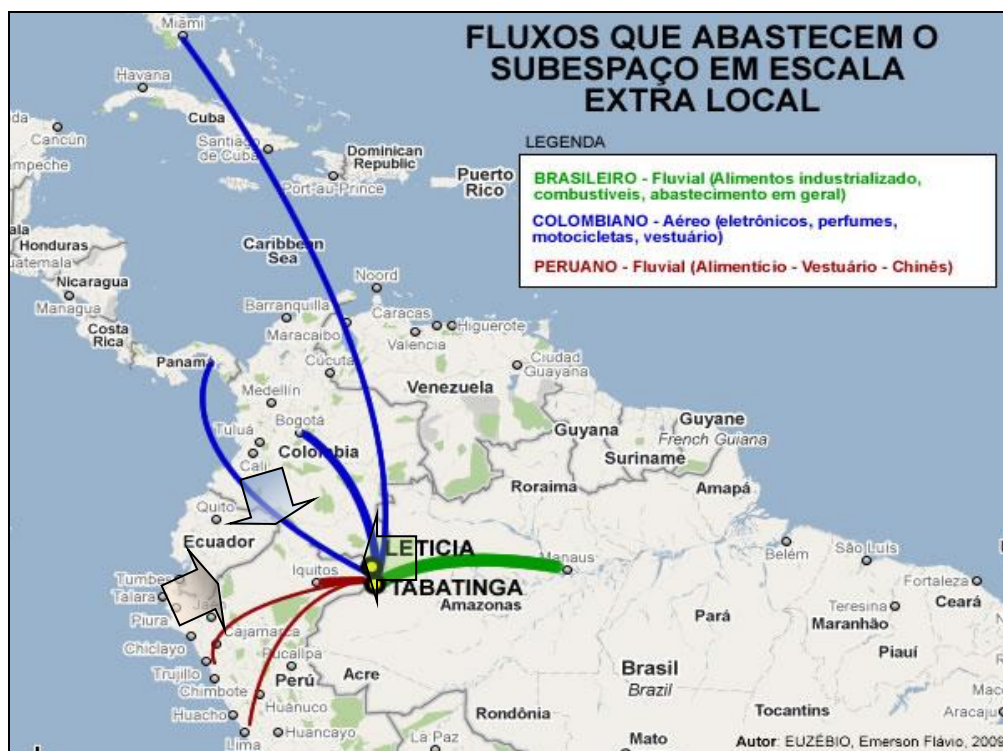 FLUXOS QUE ABASTECEM O
SUBESPAÇO EM ESCALA
EXTRA LOCAL
LEGENDA
BRASILEIRO - Fluvial (Alimentos industrializado,
combustíveis, abastecimento em geral)
COLOMBIANO - Aéreo (eletrônicos, perfumes,
motocicletas, vestuário)
PERUANO - Fluvial (Alimentício - Vestuário - Chinês)
Miami
Havana
Cuba
Cancún
Santiago
de Cuba
Dominican
Republic
Port-au-Prince
Puerto
Rico
Honduras
Caribbean
Sea
Nicaragua
Managua
Noord
Costa
Rica
Barranquilla
Caracas
Higuerote
Maracaibo
Valencia
Panamá
Cúcuta
Ciudad
Guayana
Medellín
Venezuela
Bogotá
Tuluá
Colombia
Cali
Guyana
Guyane
French Guiana
Suriname
Roraima
Amapá
Quito
Ecuador
LETICIA
Manaus
Belém
São Luís
Iquitos
TABATINGA
Amazonas
Fortaleza
Ceará
Tumbes
Talara
Piura
Cajamarca
Chiclayo
Pará
Teresina
Maranhão
Piauí
Trujillo
Pucallpa
Perú
Acre
Brasil
Brazil
Chimbote
Huánuco
Huacho
Rondônia
Tocantins
Lima
Huancayo
La Paz
Mato
Autor: EUZÉBIO, Emerson Flávio, 2009